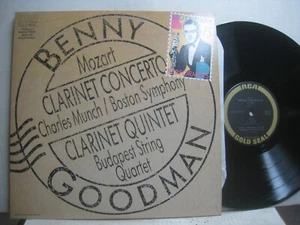 BENNY
Mozart
CLARINET CONCERTO
Charles Munch / Boston Symphony
CLARINET QUINTET
Budapest String
Quartet
GOODMAN
RCA
GOLD SEAL